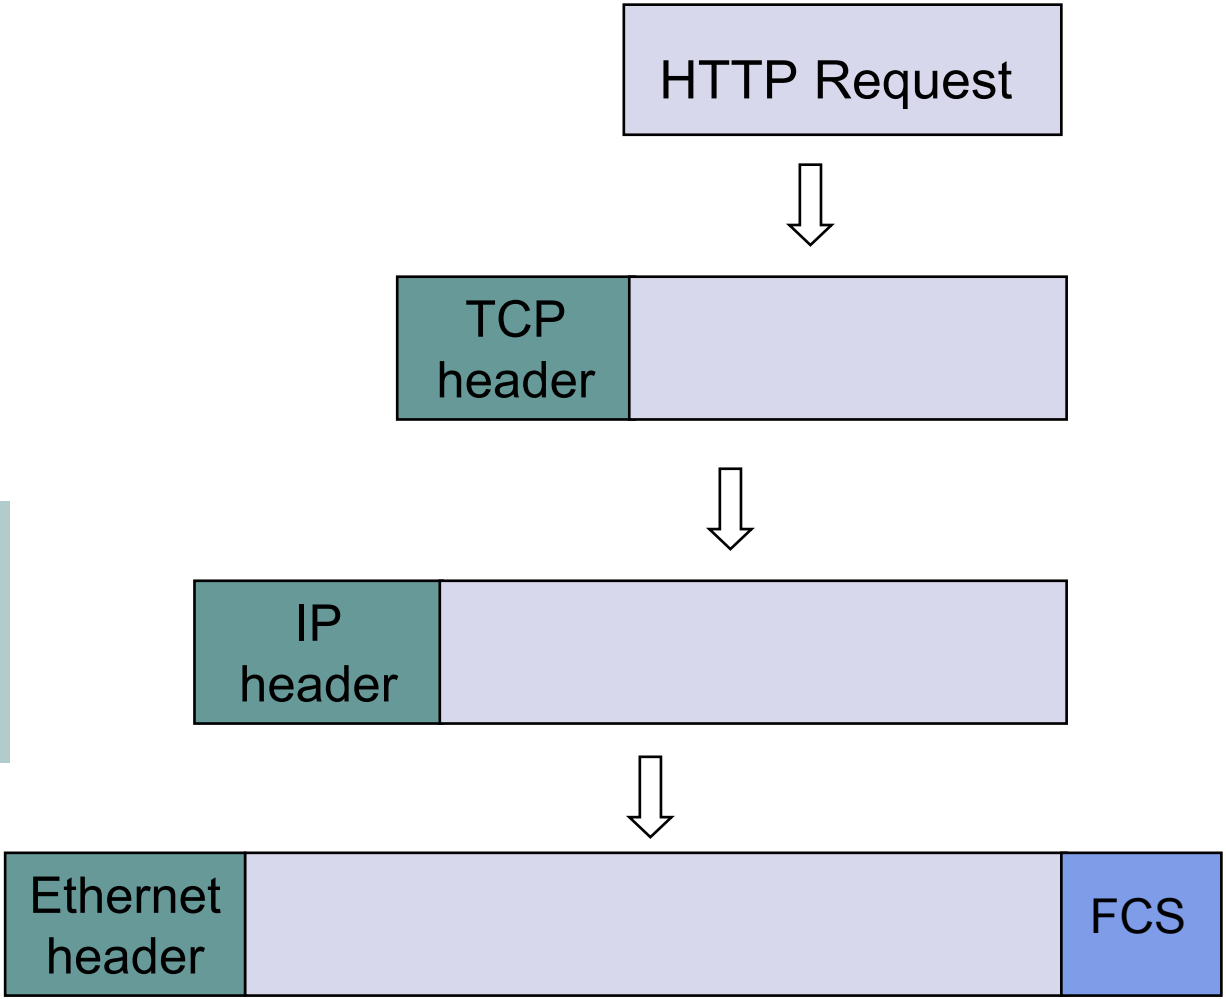 HTTP Request
TCP
header
IP
header
Ethernet
header
FCS